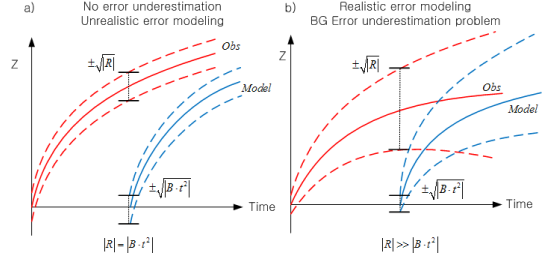 a)
No error underestimation
Unrealistic error modeling
Z
±√|R|
Obs
Model
±√|B·t²|
Time
|R|=|B·t²|
b)
Realistic error modeling
BG Error underestimation problem
Z
±√|R|
Obs
Model
±√|B·t²|
Time
|R|>>|B·t²|